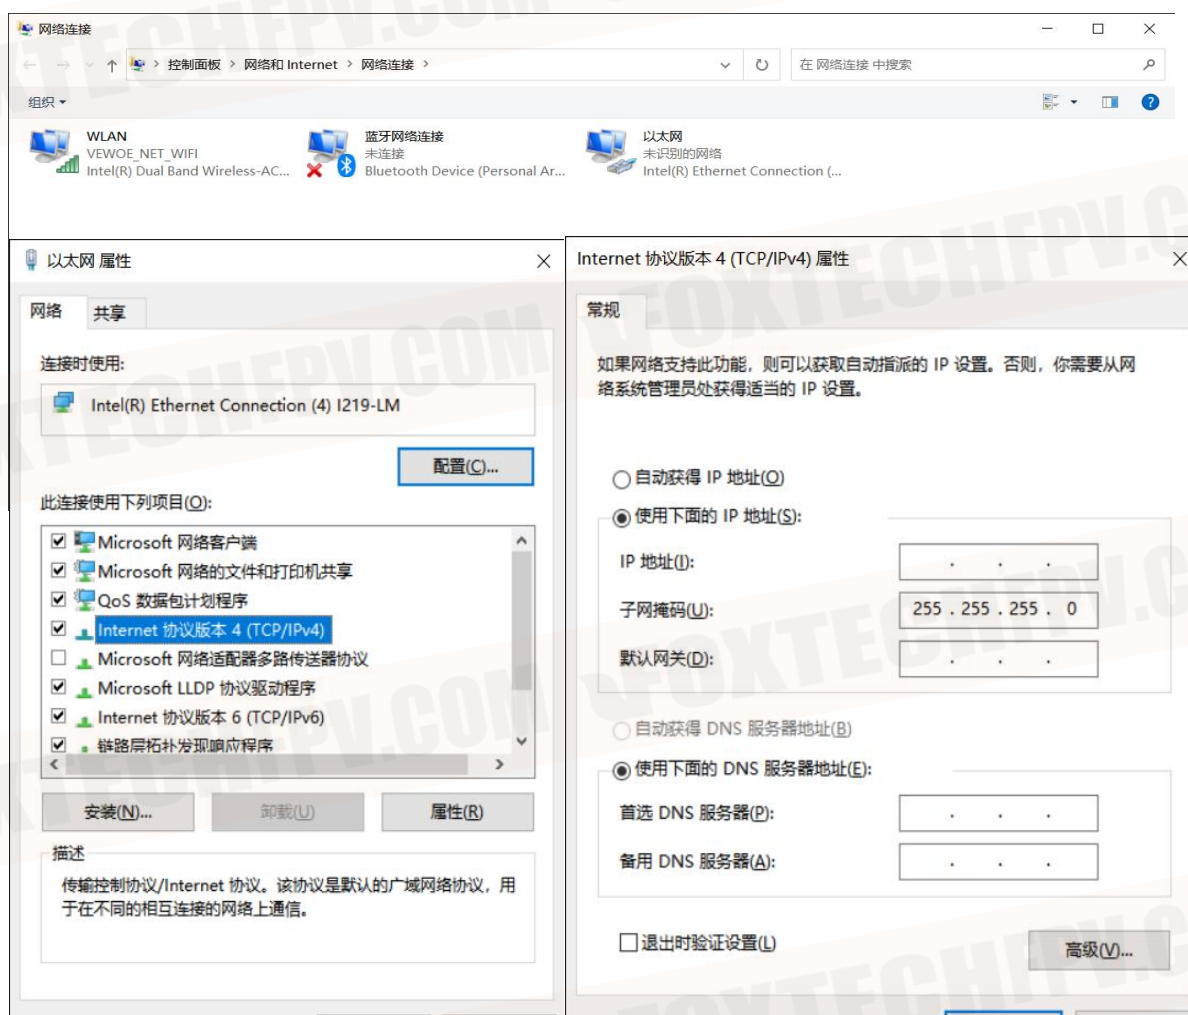 网络连接
控制面板 > 网络和 Internet > 网络连接 >
在 网络连接 中搜索
组织
WLAN
VEWOE_NET_WIFI
Intel(R) Dual Band Wireless-AC...
蓝牙网络连接
未连接
Bluetooth Device (Personal Ar...
以太网
未识别的网络
Intel(R) Ethernet Connection (...
以太网 属性
网络
共享
连接时使用:
Intel(R) Ethernet Connection (4) I219-LM
配置(C)...
此连接使用下列项目(O):
Microsoft 网络客户端
Microsoft 网络的文件和打印机共享
QoS 数据包计划程序
Internet 协议版本 4 (TCP/IPv4)
Microsoft 网络适配器多路传送器协议
Microsoft LLDP 协议驱动程序
Internet 协议版本 6 (TCP/IPv6)
链路层拓扑发现响应程序
安装(N)...
卸载(U)
属性(R)
描述
传输控制协议/Internet 协议。该协议是默认的广域网络协议，用
于在不同的相互连接的网络上通信。
Internet 协议版本 4 (TCP/IPv4) 属性
常规
如果网络支持此功能，则可以获取自动指派的 IP 设置。否则，你需要从网
络系统管理员处获得适当的 IP 设置。
自动获得 IP 地址(O)
使用下面的 IP 地址(S):
IP 地址(I):
子网掩码(U):
255 . 255 . 255 . 0
默认网关(D):
自动获得 DNS 服务器地址(B)
使用下面的 DNS 服务器地址(E):
首选 DNS 服务器(P):
备用 DNS 服务器(A):
退出时验证设置(L)
高级(V)...
FOXTECHFPV.COM